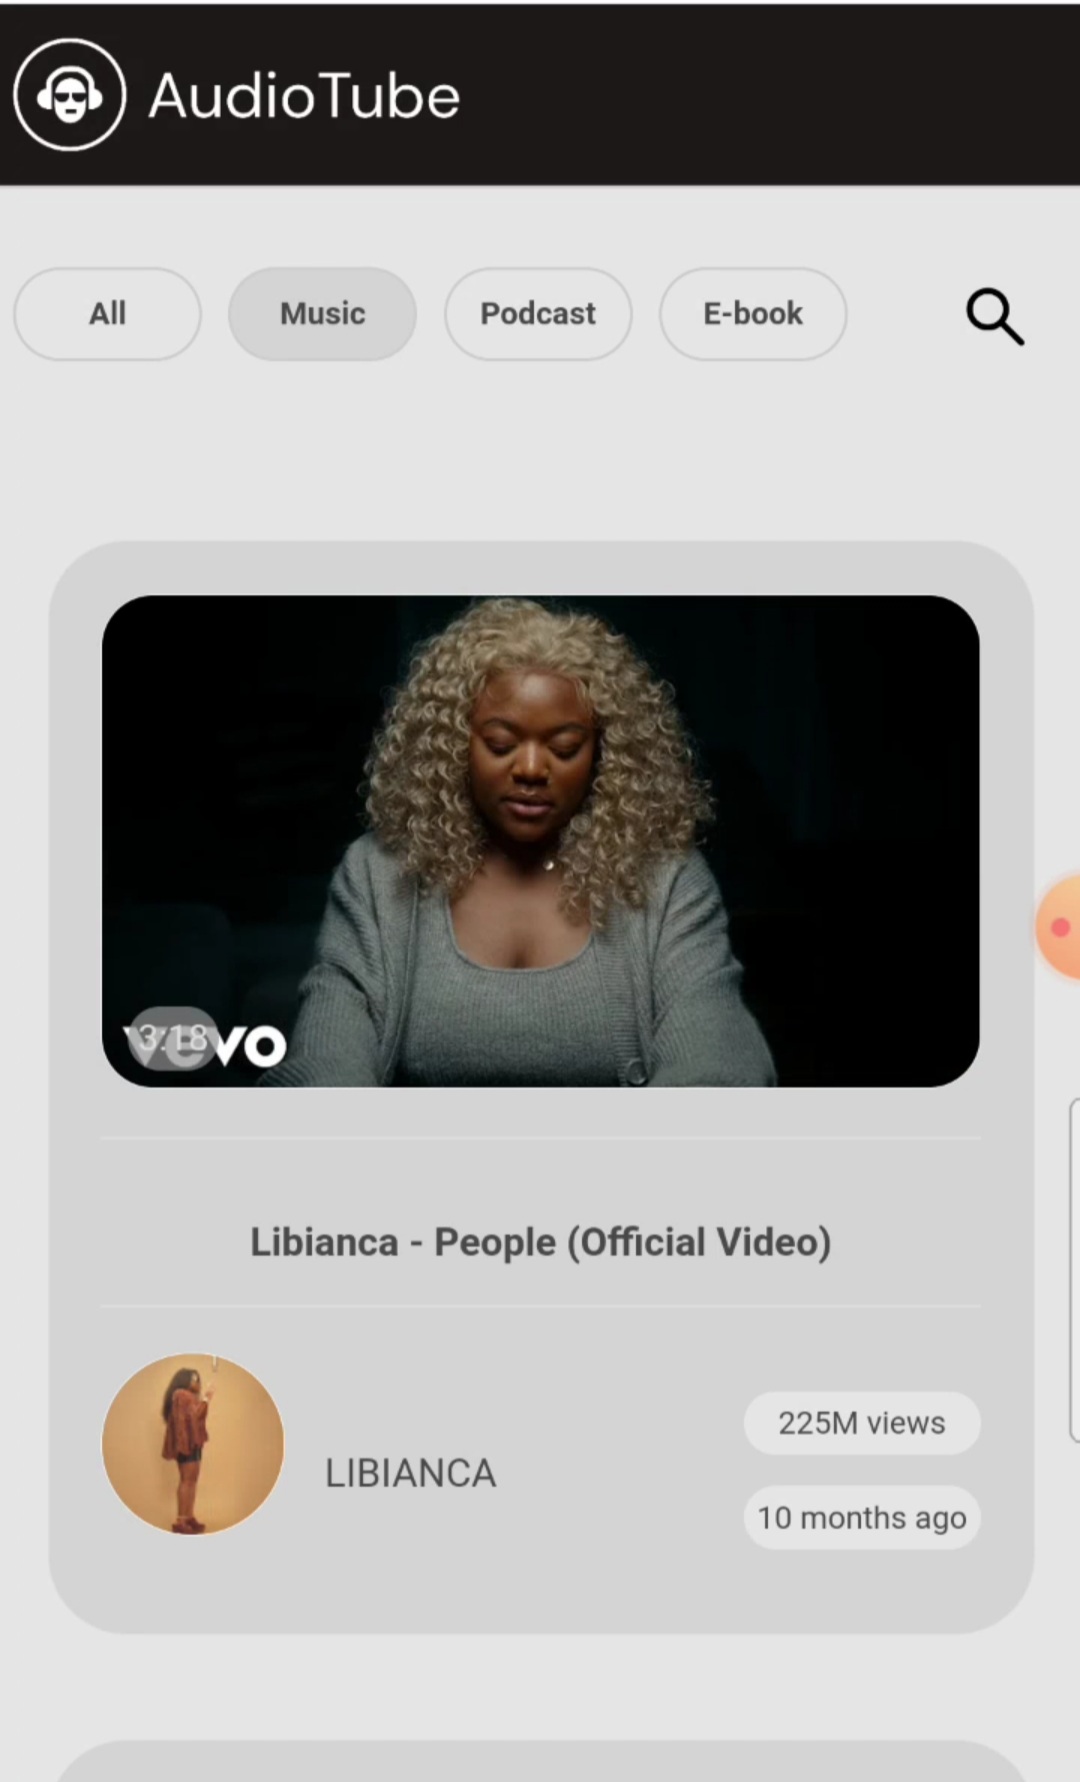 AudioTube
All
Music
Podcast
E-book
3:18
vevo
Libianca - People (Official Video)
LIBIANCA
225M views
10 months ago